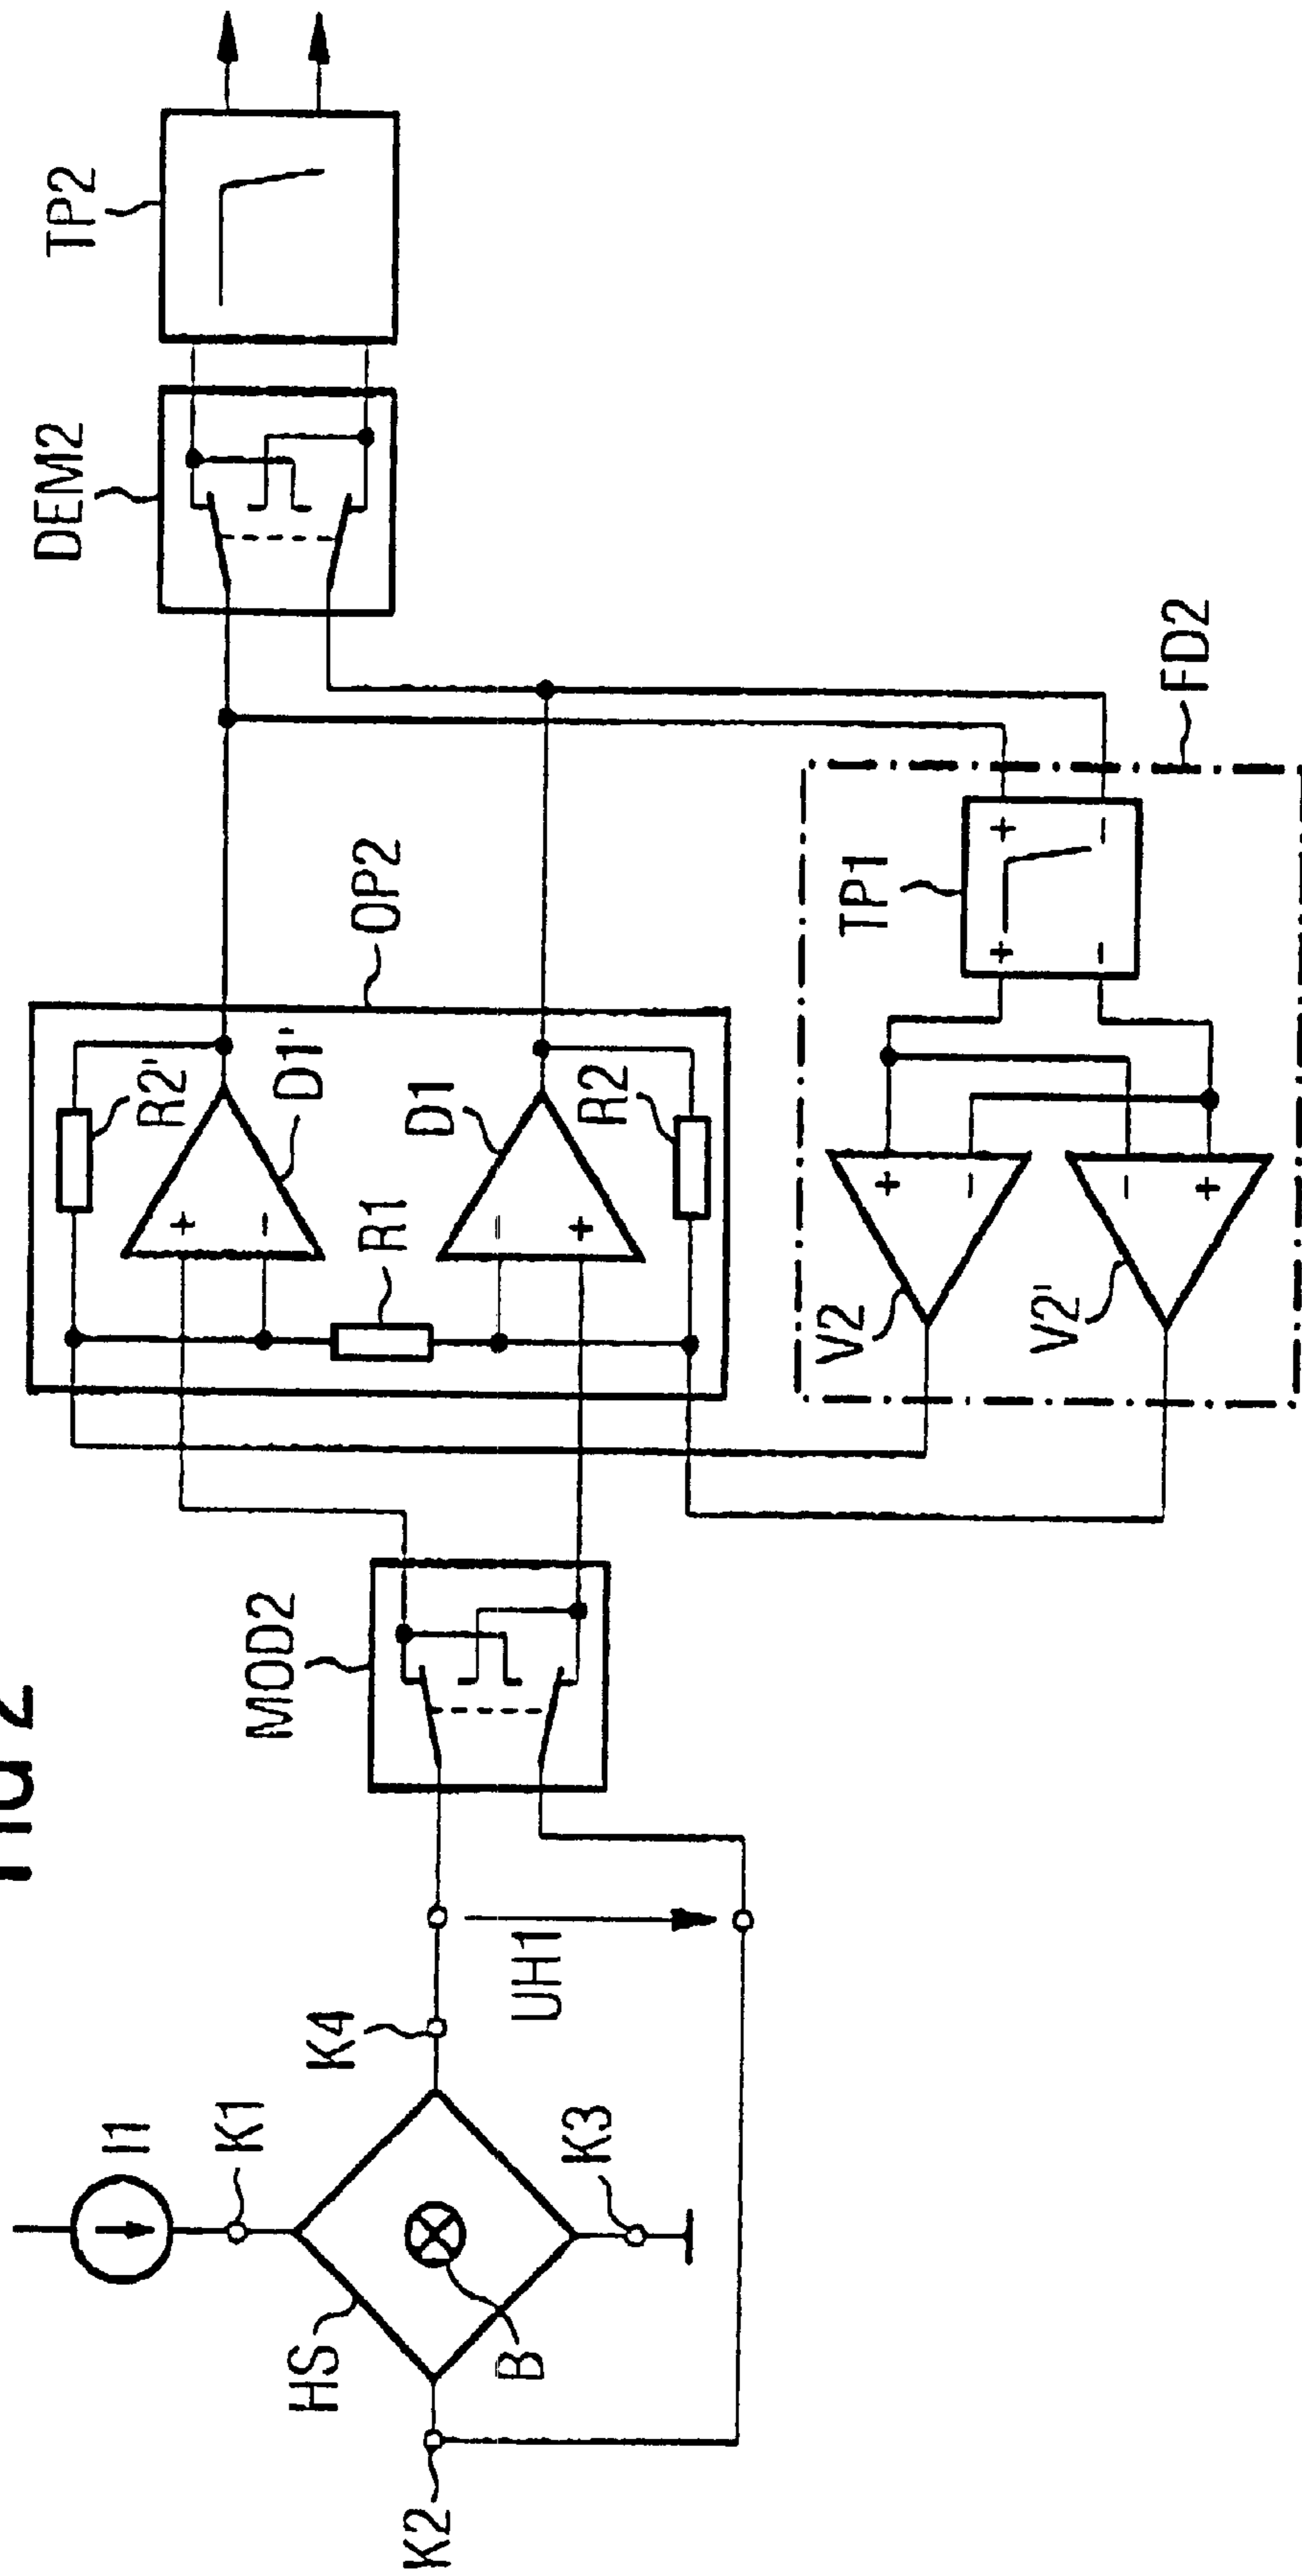 FIG 2
I1
K1
HS
B
K2
K3
K4
UH1
MOD2
OP2
R2'
D1'
+
−
R1
D1
−
+
R2
DEM2
TP2
FD2
TP1
+
−
+
−
V2
+
−
V2'
−
+